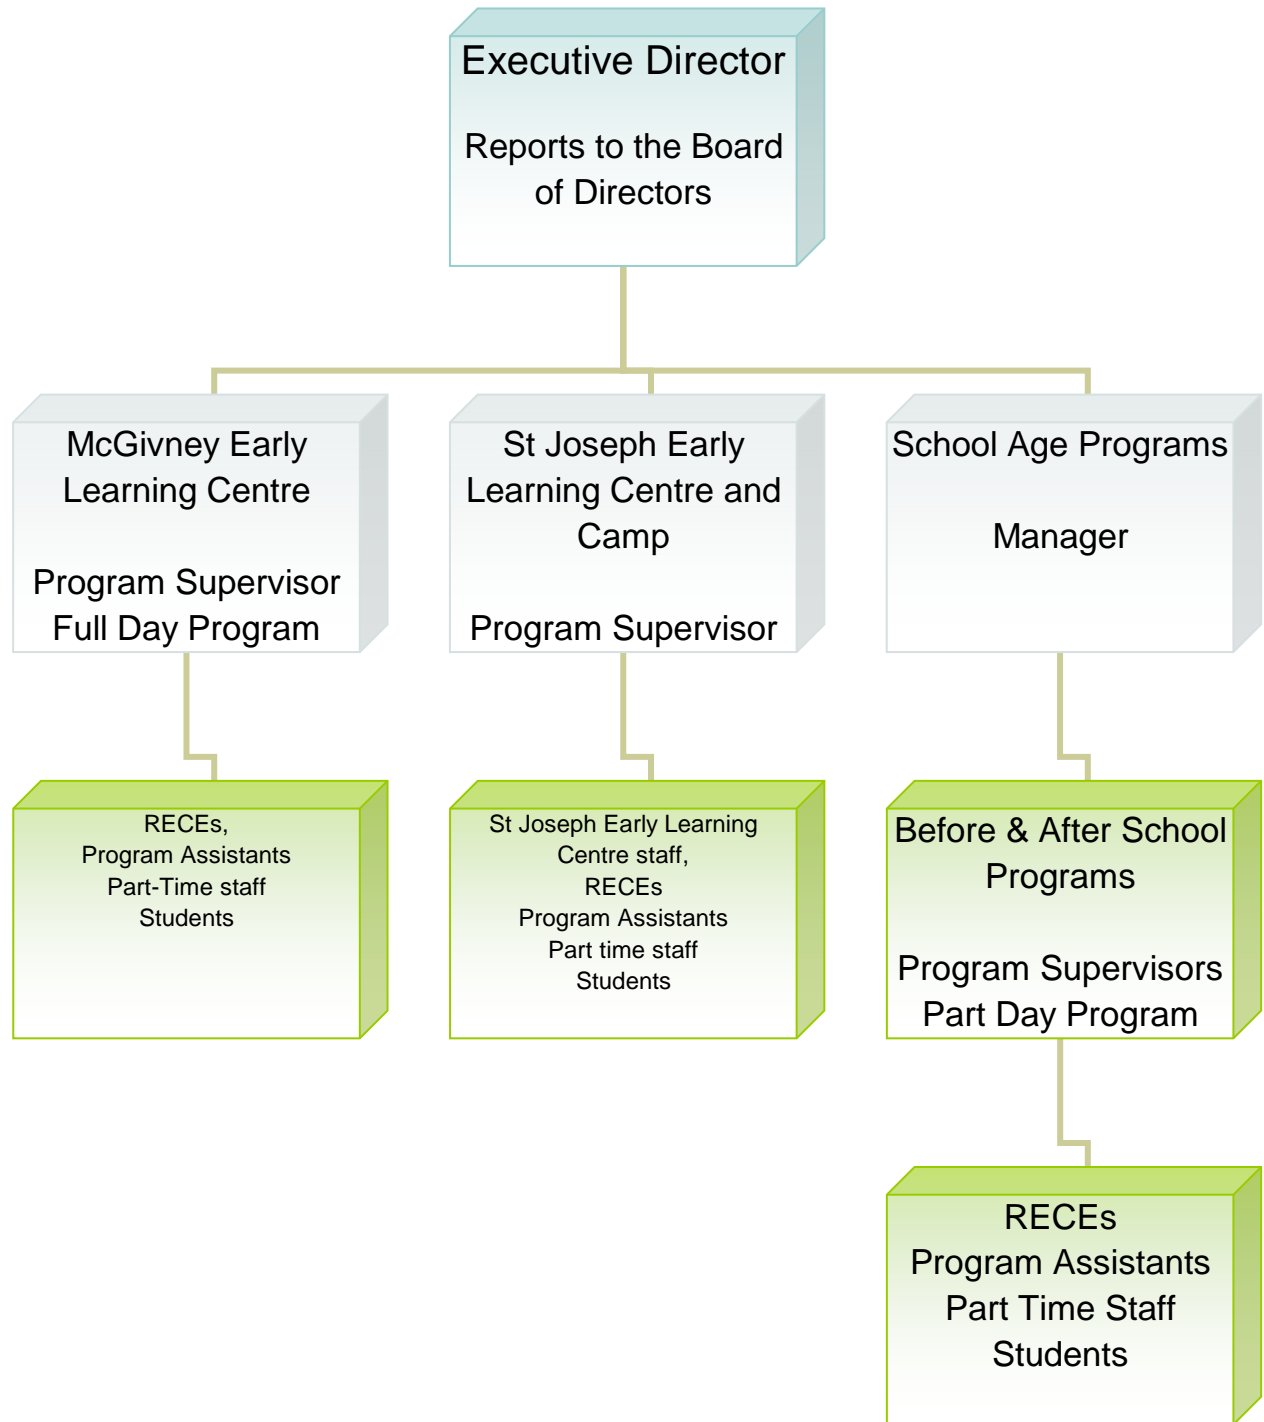 Executive Director
Reports to the Board
of Directors
McGivney Early
Learning Centre
Program Supervisor
Full Day Program
St Joseph Early
Learning Centre and
Camp
Program Supervisor
School Age Programs
Manager
RECEs,
Program Assistants
Part-Time staff
Students
St Joseph Early Learning
Centre staff,
RECEs
Program Assistants
Part time staff
Students
Before & After School
Programs
Program Supervisors
Part Day Program
RECEs
Program Assistants
Part Time Staff
Students